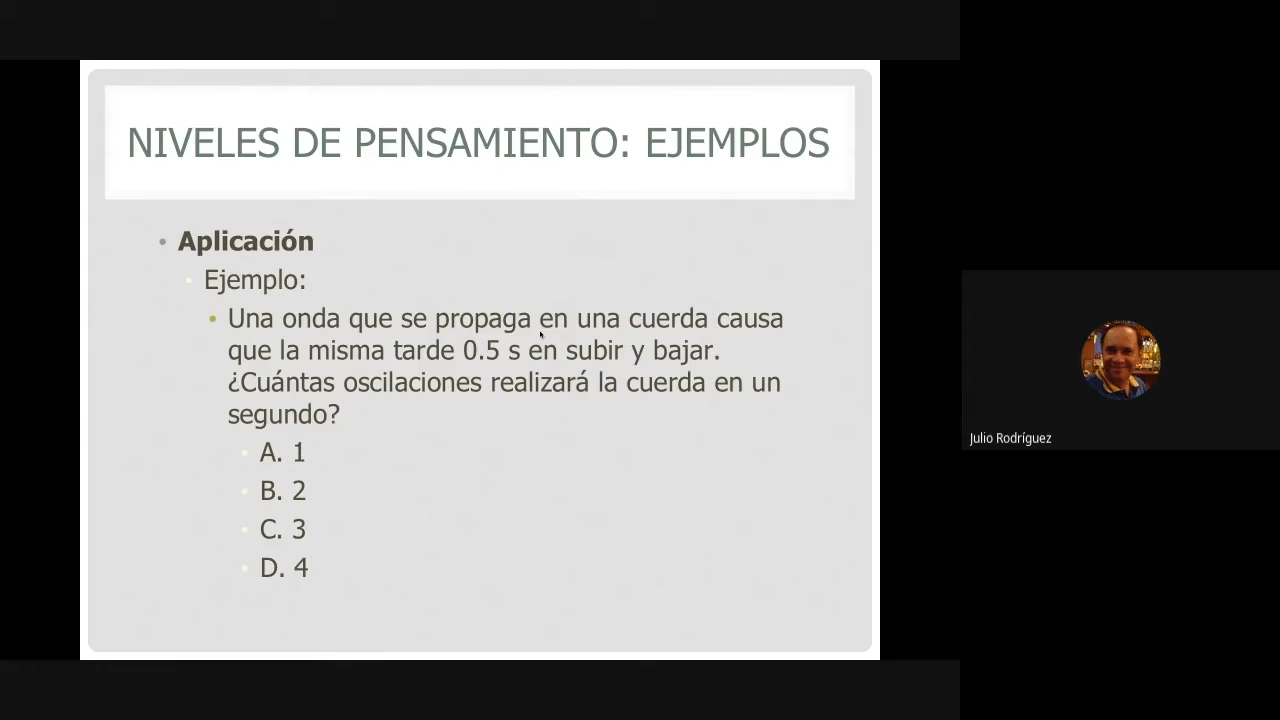 NIVELES DE PENSAMIENTO: EJEMPLOS
• Aplicación
• Ejemplo:
• Una onda que se propaga en una cuerda causa
que la misma tarde 0.5 s en subir y bajar.
¿Cuántas oscilaciones realizará la cuerda en un
segundo?
• A. 1
• B. 2
• C. 3
• D. 4
Julio Rodríguez